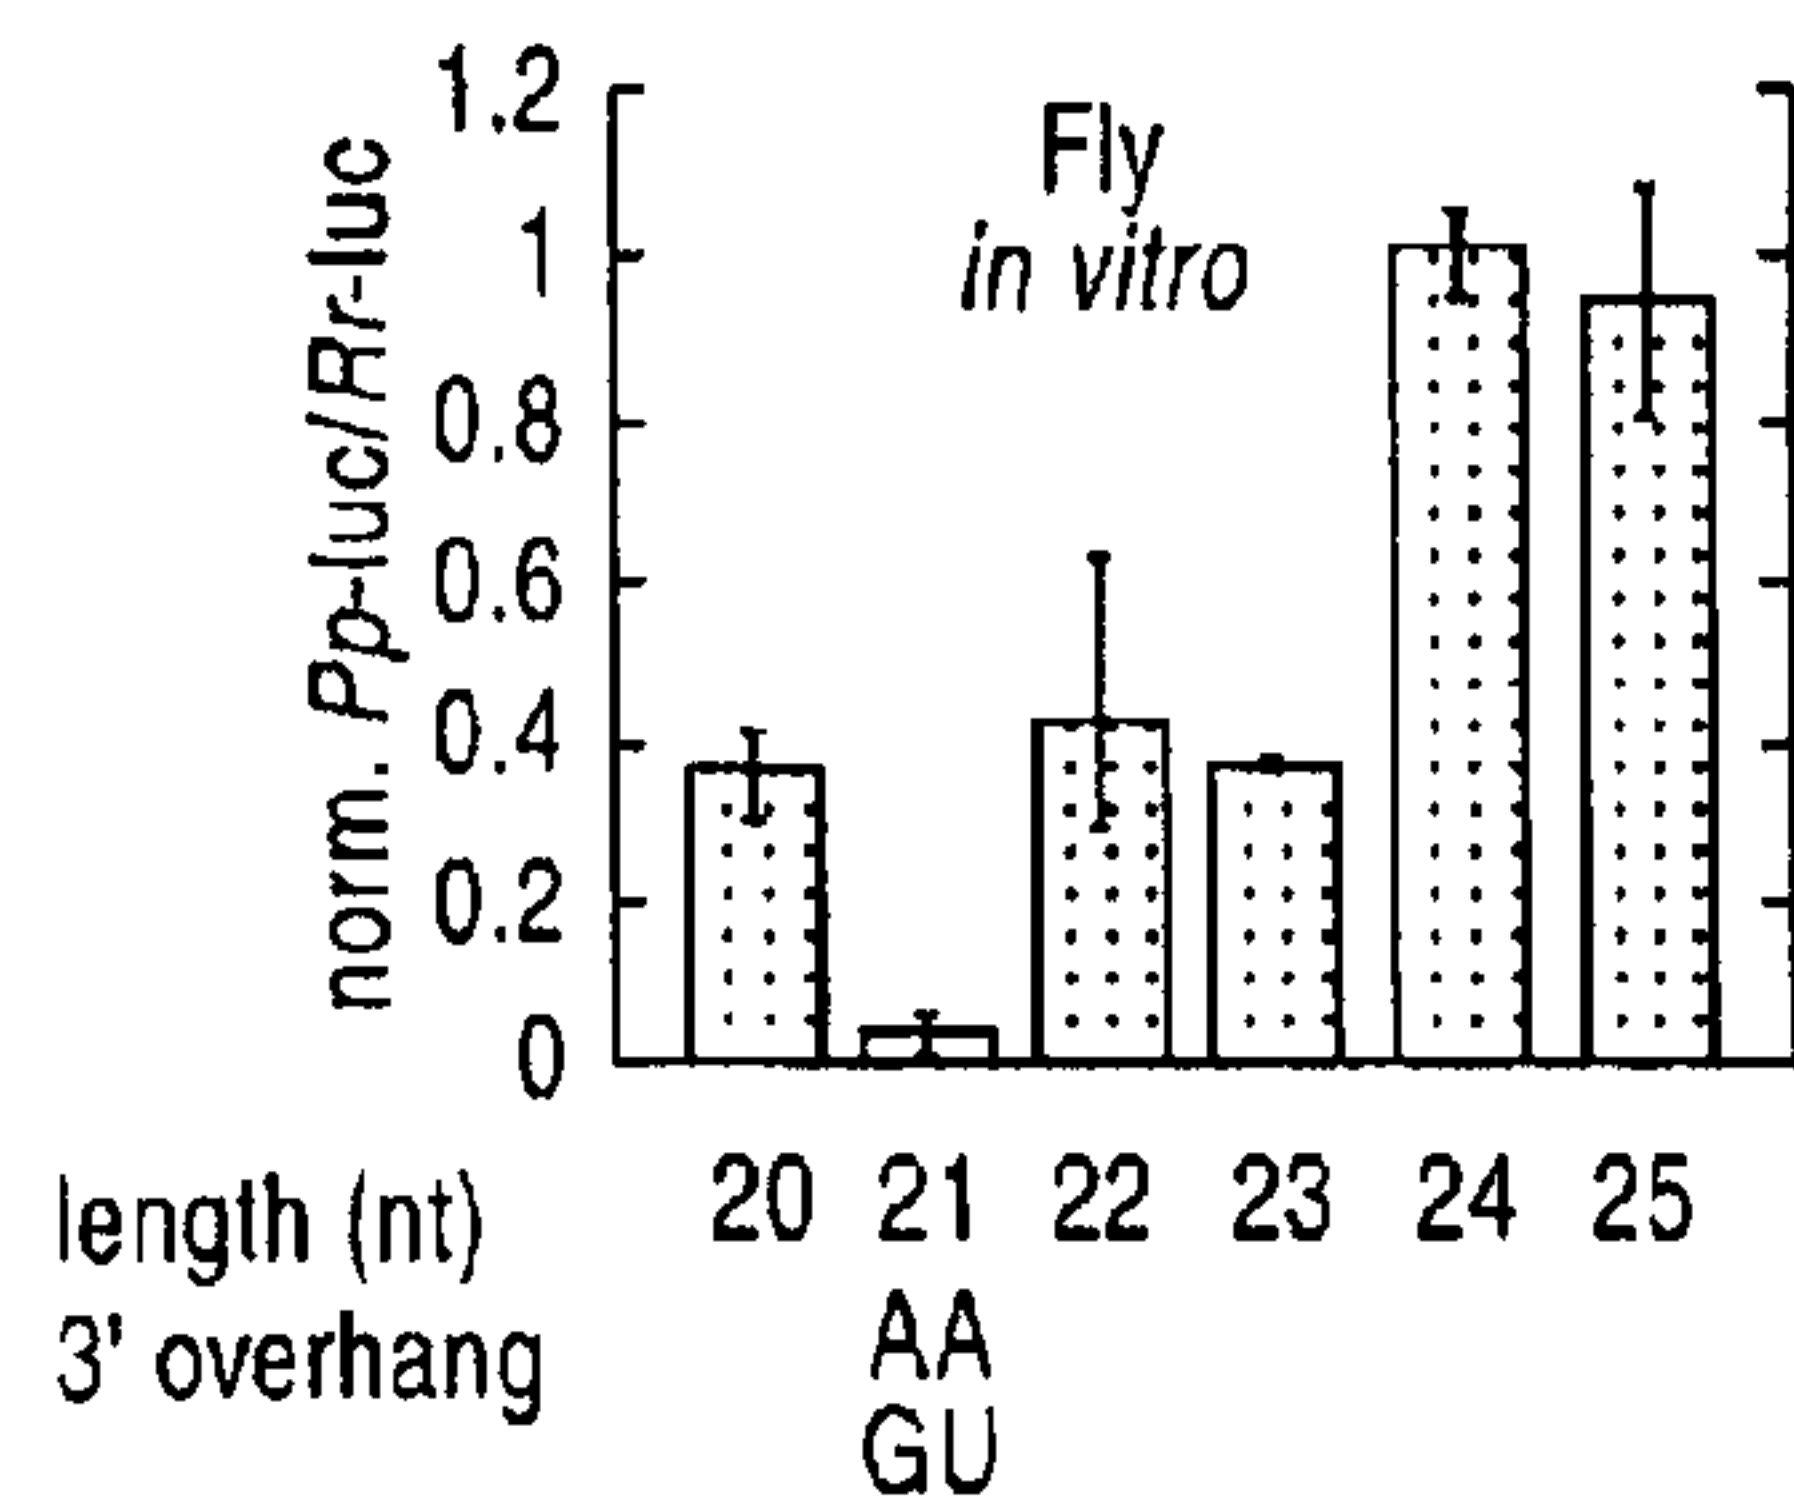 norm. Pp-luc/Rr-luc
1.2
1
0.8
0.6
0.4
0.2
0
Fly
in vitro
length (nt) 20 21 22 23 24 25
3' overhang AA
GU